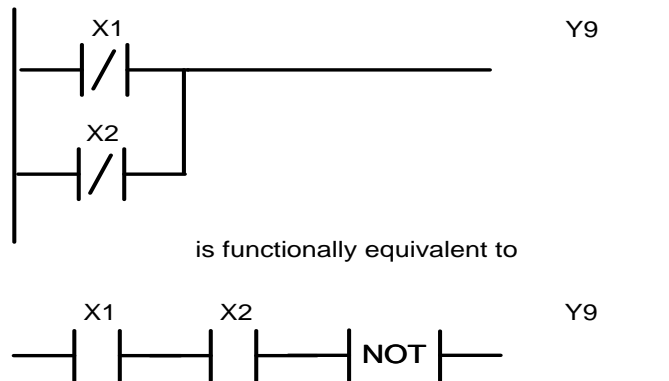 X1 Y9
X2
is functionally equivalent to
X1 X2 Y9
NOT